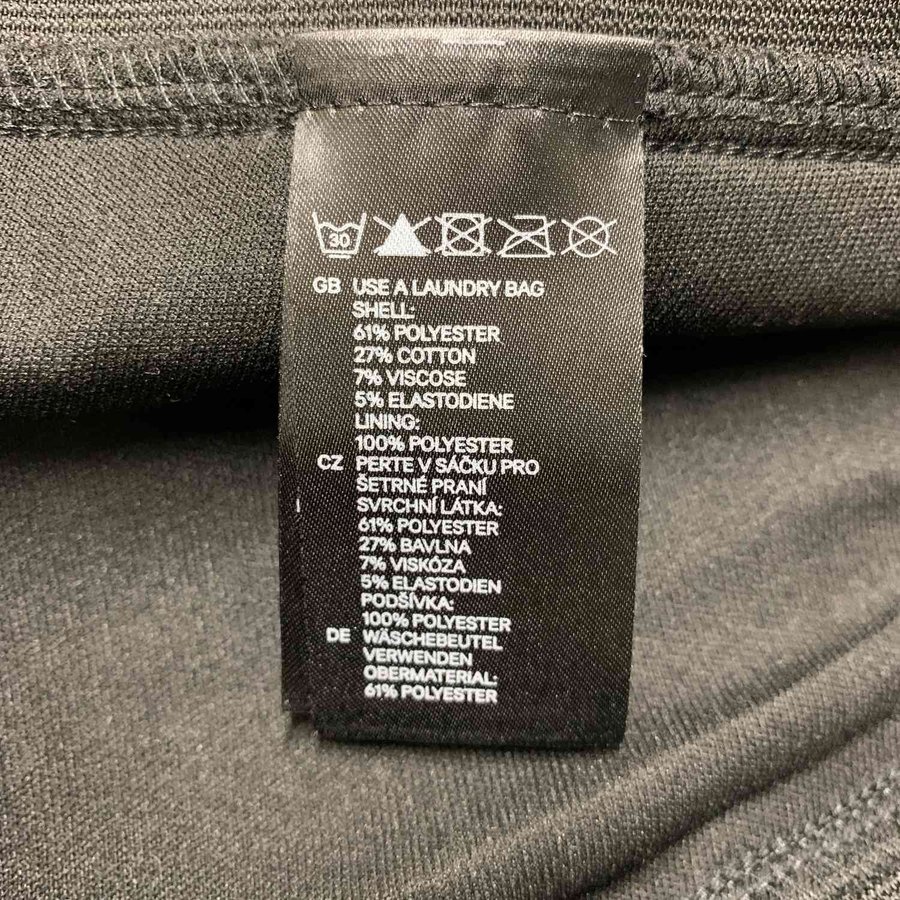 30
GB USE A LAUNDRY BAG
SHELL:
61% POLYESTER
27% COTTON
7% VISCOSE
5% ELASTODIENE
LINING:
100% POLYESTER
CZ PERTE V SÁČKU PRO
ŠETRNÉ PRANÍ
SVRCHNÍ LÁTKA:
61% POLYESTER
27% BAVLNA
7% VISKÓZA
5% ELASTODIEN
PODŠÍVKA:
100% POLYESTER
DE WÄSCHEBEUTEL
VERWENDEN
OBERMATERIAL:
61% POLYESTER